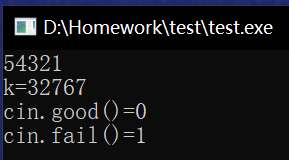 D:\Homework\test\test.exe
54321
k=32767
cin.good()=0
cin.fail()=1